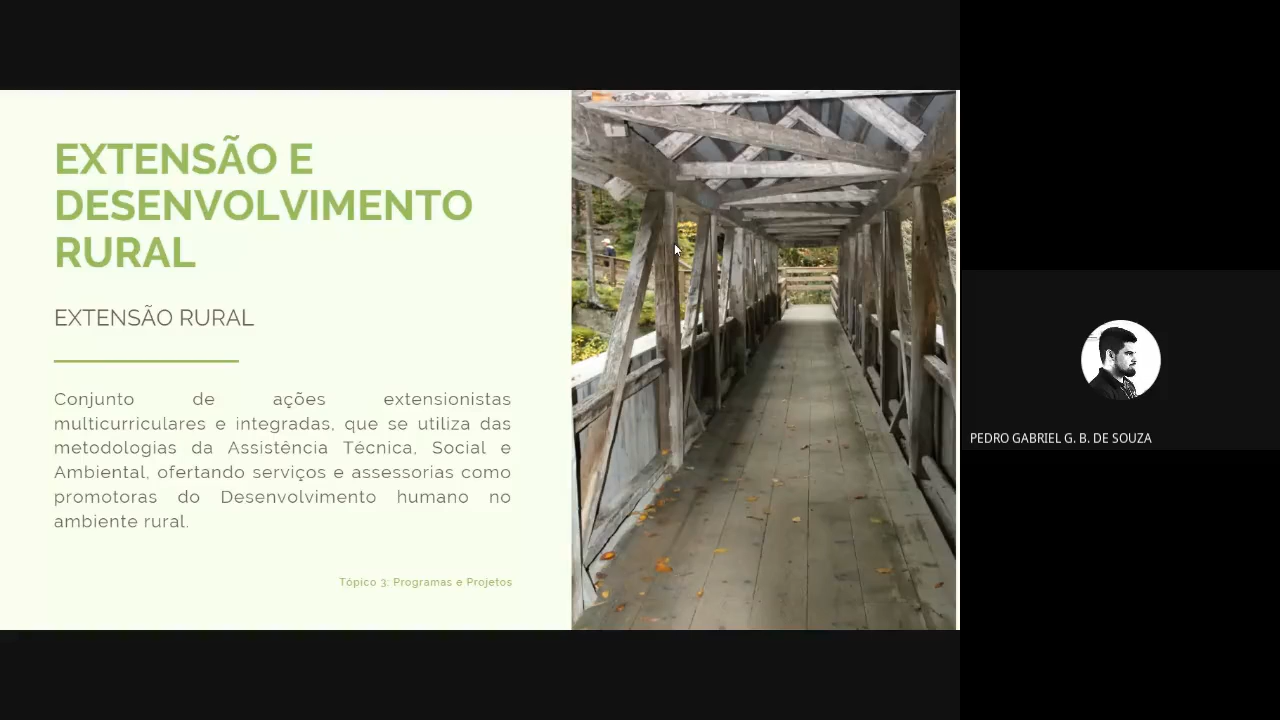 EXTENSÃO E
DESENVOLVIMENTO
RURAL
EXTENSÃO RURAL
Conjunto de ações extensionistas
multicurriculares e integradas, que se utiliza das
metodologias da Assistência Técnica, Social e
Ambiental, ofertando serviços e assessorias como
promotoras do Desenvolvimento humano no
ambiente rural.
Tópico 3: Programas e Projetos
PEDRO GABRIEL G. B. DE SOUZA